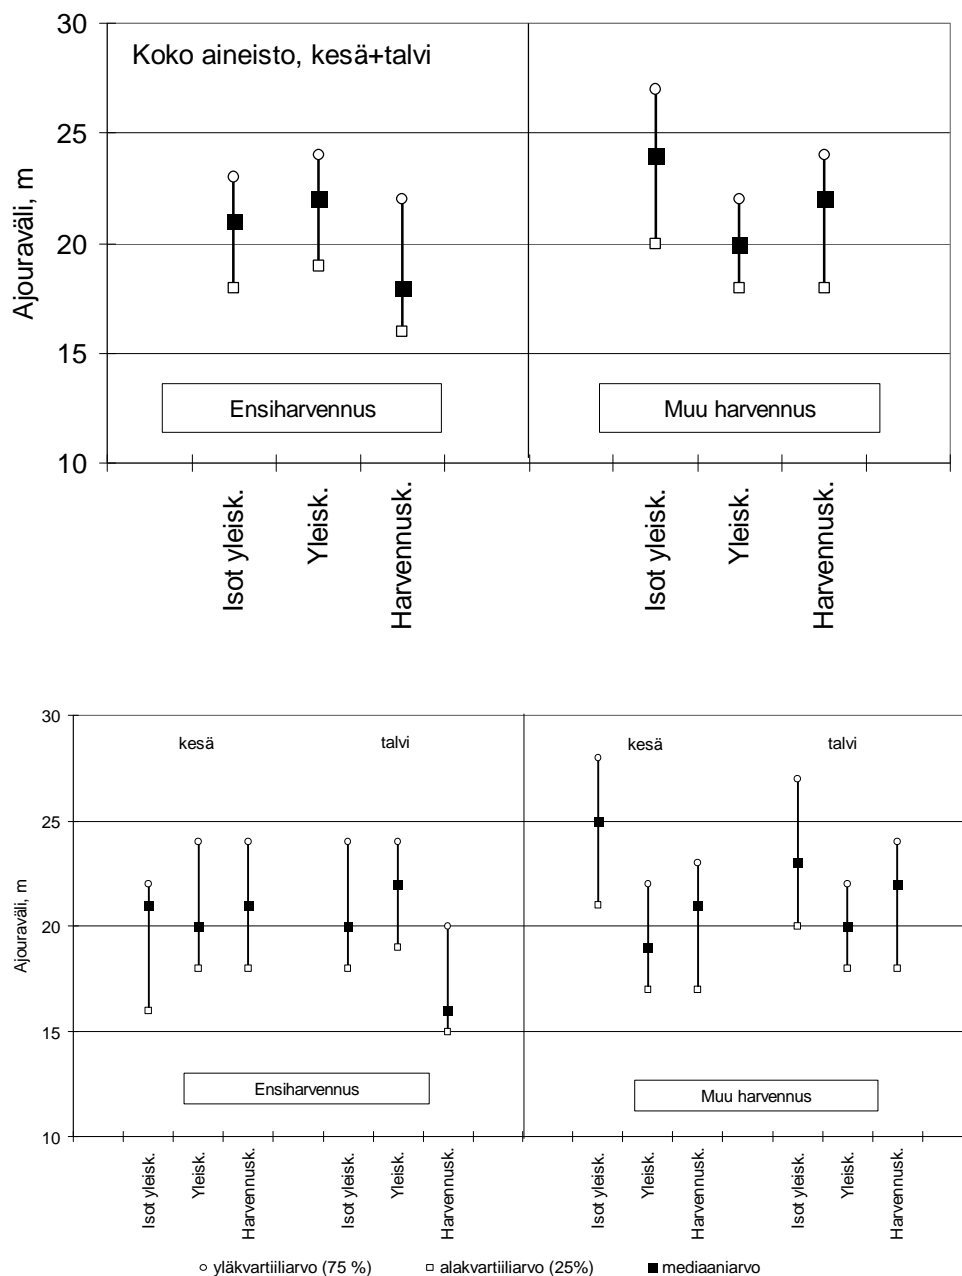 30
Koko aineisto, kesä+talvi
25
20
15
10
Ajouraväli, m
Ensiharvennus
Muu harvennus
Isot yleisk.
Yleisk.
Harvennusk.
Isot yleisk.
Yleisk.
Harvennusk.
30
kesä
talvi
kesä
talvi
25
20
15
10
Ajouraväli, m
Ensiharvennus
Muu harvennus
Isot yleisk.
Yleisk.
Harvennusk.
Isot yleisk.
Yleisk.
Harvennusk.
Isot yleisk.
Yleisk.
Harvennusk.
Isot yleisk.
Yleisk.
Harvennusk.
yläkvartiiliarvo (75 %) alakvartiiliarvo (25%) mediaaniarvo